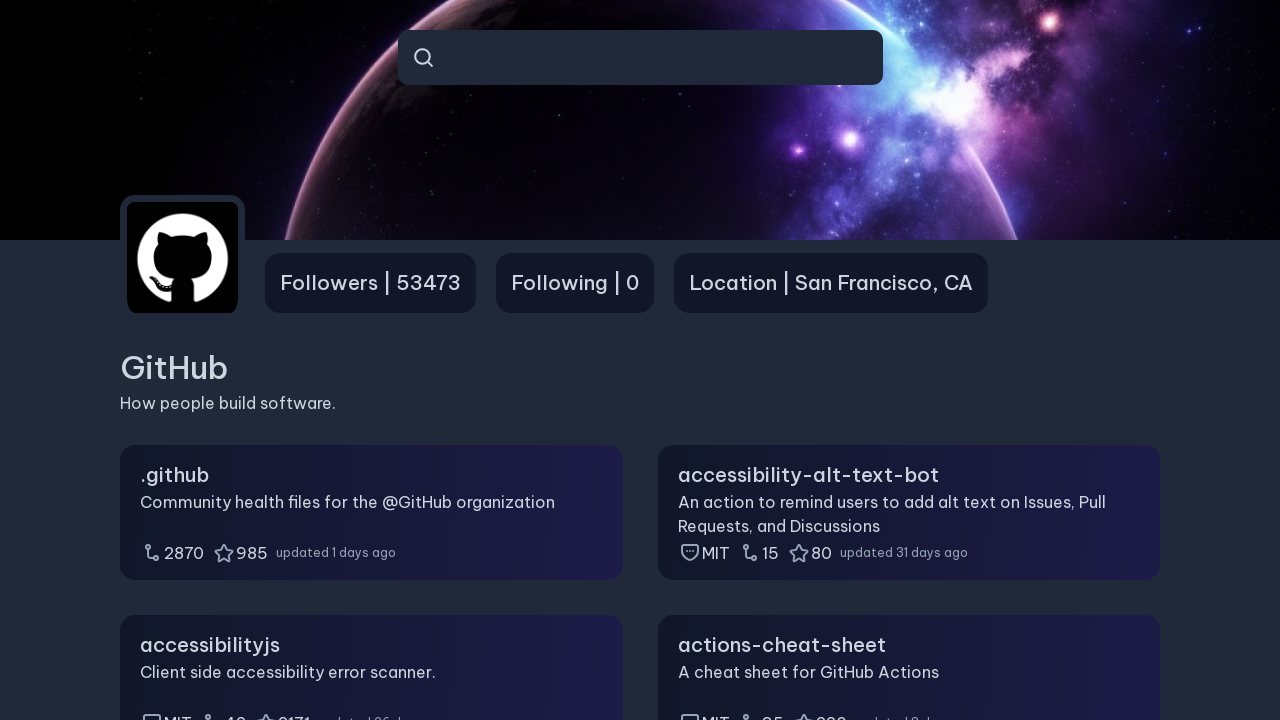 Followers | 53473
Following | 0
Location | San Francisco, CA
GitHub
How people build software.
.github
Community health files for the @GitHub organization
2870 985 updated 1 days ago
accessibility-alt-text-bot
An action to remind users to add alt text on Issues, Pull
Requests, and Discussions
MIT 15 80 updated 31 days ago
accessibilityjs
Client side accessibility error scanner.
MIT
actions-cheat-sheet
A cheat sheet for GitHub Actions
MIT